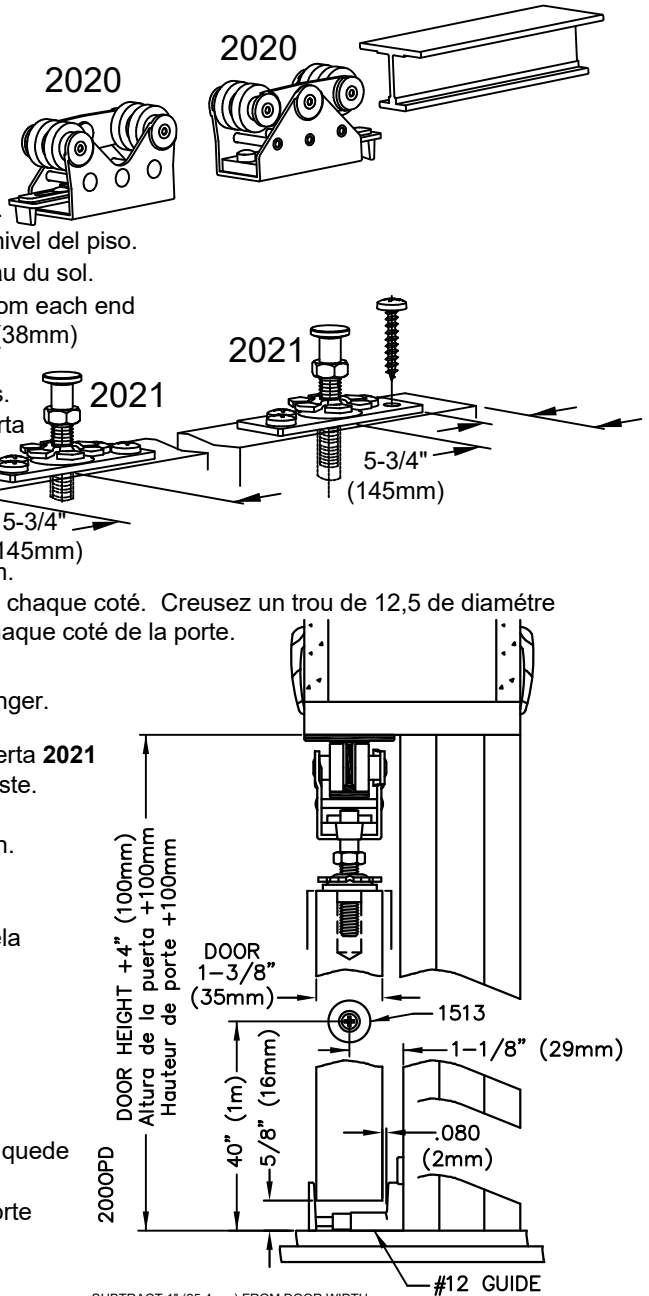 2020
2020
nivel del piso.
au du sol.
om each end
(38mm)
2021
s.
2021
rta
5-3/4"
(145mm)
5-3/4"
145mm)
n.
chaque coté. Creusez un trou de 12,5 de diamétre
haque coté de la porte.
nger.
erta 2021
ste.
n.
ela
quede
orte
DOOR HEIGHT +4" (100mm)
Altura de la puerta +100mm
Hauteur de porte +100mm
2000PD
DOOR
1-3/8"
(35mm)
1513
1-1/8" (29mm)
40" (1m)
5/8" (16mm)
.080
(2mm)
#12 GUIDE